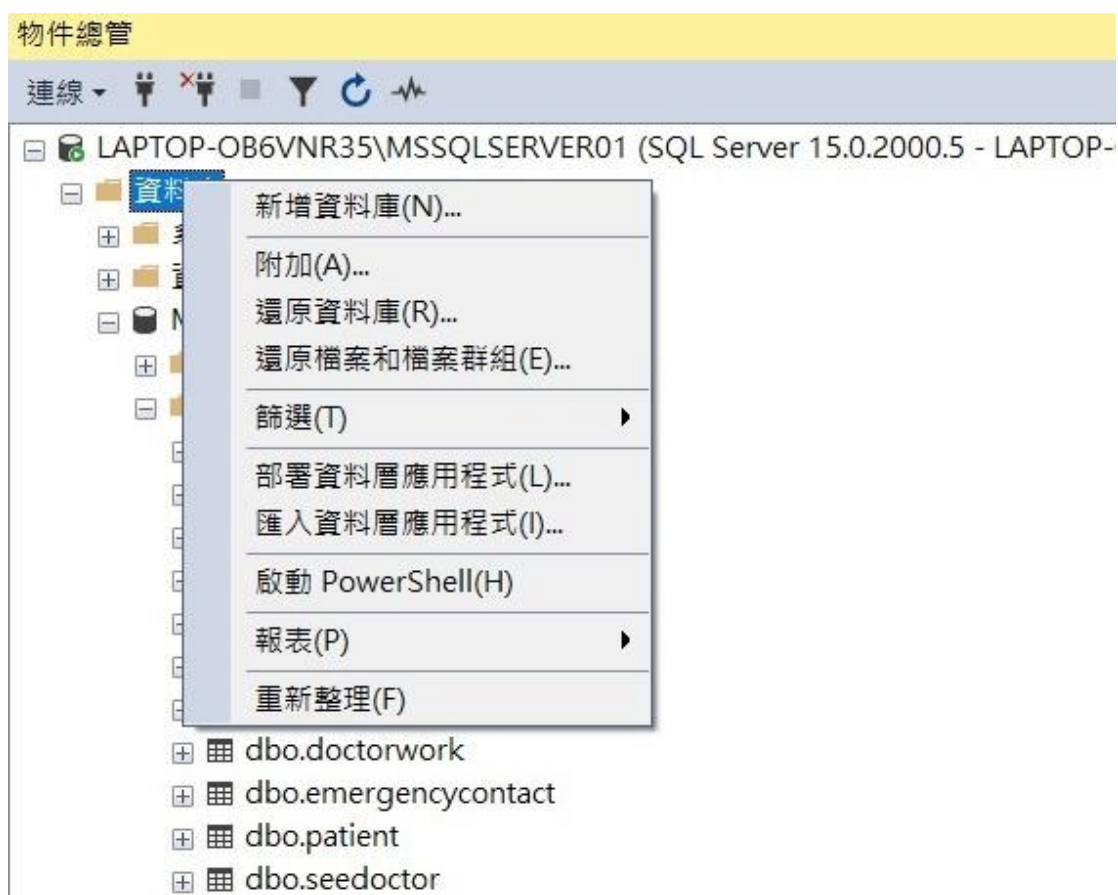 物件總管
連線
LAPTOP-OB6VNR35\MSSQLSERVER01 (SQL Server 15.0.2000.5 - LAPTOP-
資料
新增資料庫(N)...
附加(A)...
還原資料庫(R)...
還原檔案和檔案群組(E)...
篩選(T)
部署資料層應用程式(L)...
匯入資料層應用程式(I)...
啟動 PowerShell(H)
報表(P)
重新整理(F)
dbo.doctorwork
dbo.emergencycontact
dbo.patient
dbo.seedoctor